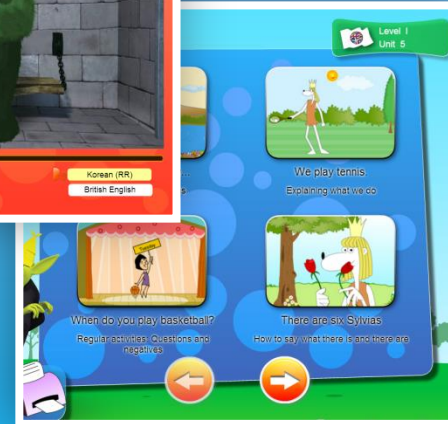 Level I
Unit 5
Korean (RR)
British English
We play tennis.
Explaining what we do
Tuesday
When do you play basketball?
Regular activities: Questions and
negatives
There are six Sylvias
How to say what there is and there are